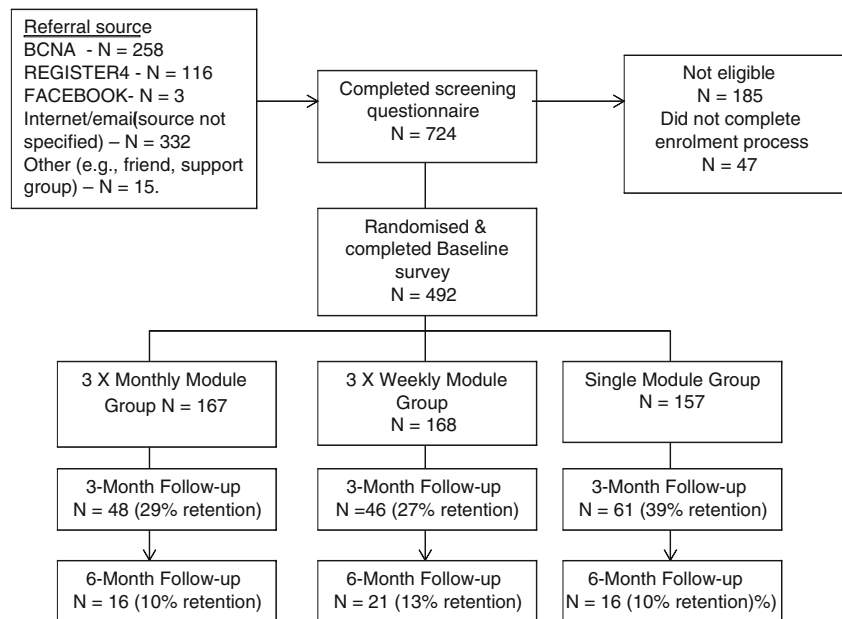 Referral source
BCNA - N = 258
REGISTER4 - N = 116
FACEBOOK- N = 3
Internet/email(source not
specified) – N = 332
Other (e.g., friend, support
group) – N = 15.
Completed screening
questionnaire
N = 724
Not eligible
N = 185
Did not complete
enrolment process
N = 47
Randomised &
completed Baseline
survey
N = 492
3 X Monthly Module
Group N = 167
3 X Weekly Module
Group
N = 168
Single Module Group
N = 157
3-Month Follow-up
N = 48 (29% retention)
3-Month Follow-up
N =46 (27% retention)
3-Month Follow-up
N = 61 (39% retention)
6-Month Follow-up
N = 16 (10% retention)
6-Month Follow-up
N = 21 (13% retention)
6-Month Follow-up
N = 16 (10% retention)%)